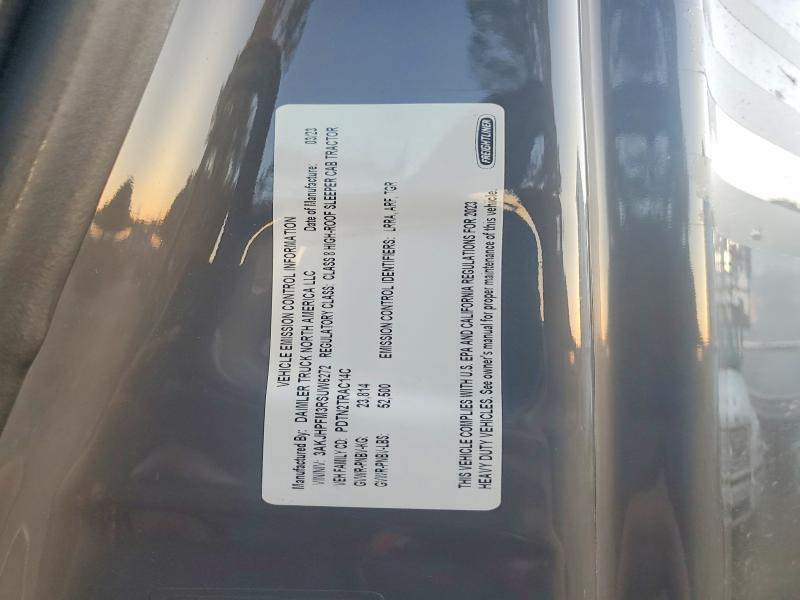 VEHICLE EMISSION CONTROL INFORMATION
Manufactured By: DAIMLER TRUCK NORTH AMERICA LLC Date of Manufacture: 03/23
VIN/NIV: 3AKJHPFM3RSUW6272 REGULATORY CLASS: CLASS 8 HIGH-ROOF SLEEPER CAB TRACTOR
VEH FAMILY CD: PDTN2TRAC14C
GVWR-PNBV-KG: 23,814
GVWR-PNBV-LBS: 52,500 EMISSION CONTROL IDENTIFIERS: LRRA, ARF, TGR
THIS VEHICLE COMPLIES WITH U.S. EPA AND CALIFORNIA REGULATIONS FOR 2023
HEAVY DUTY VEHICLES. See owner's manual for proper maintenance of this vehicle.
FREIGHTLINER